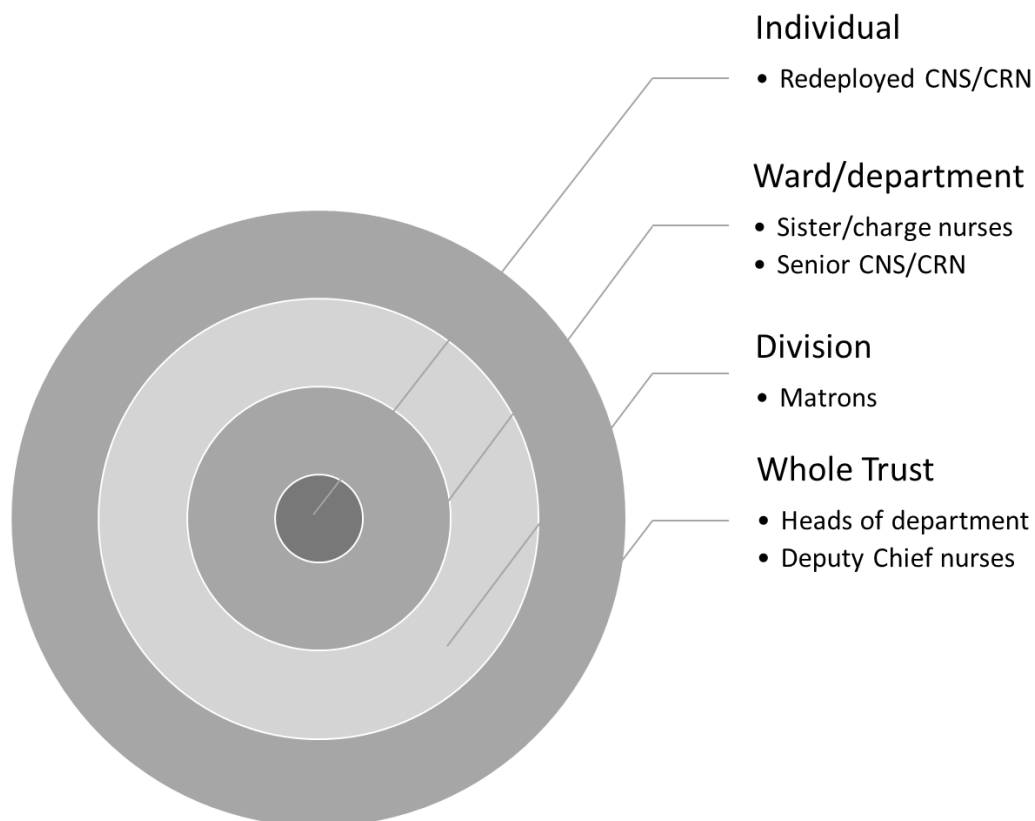 Individual
• Redeployed CNS/CRN
Ward/department
• Sister/charge nurses
• Senior CNS/CRN
Division
• Matrons
Whole Trust
• Heads of department
• Deputy Chief nurses